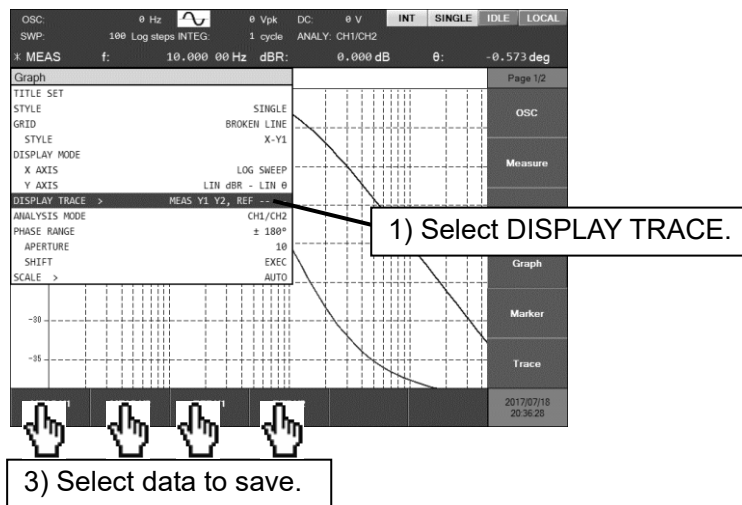 OSC: 0 Hz 0 Vpk DC: 0 V INT SINGLE IDLE LOCAL
SWP: 100 Log steps INTEG: 1 cycle ANALY: CH1/CH2
* MEAS f: 10.000 00 Hz dBR: 0.000 dB θ: -0.573 deg
Graph
Page 1/2
TITLE SET
STYLE SINGLE
GRID BROKEN LINE
STYLE X-Y1
DISPLAY MODE
X AXIS LOG SWEEP
Y AXIS LIN dBR - LIN θ
DISPLAY TRACE > MEAS Y1 Y2, REF --
ANALYSIS MODE CH1/CH2
PHASE RANGE ± 180°
APERTURE 10
SHIFT EXEC
SCALE > AUTO
OSC
Measure
1) Select DISPLAY TRACE.
Graph
-30
Marker
-35
Trace
2017/07/18
20:36:28
3) Select data to save.